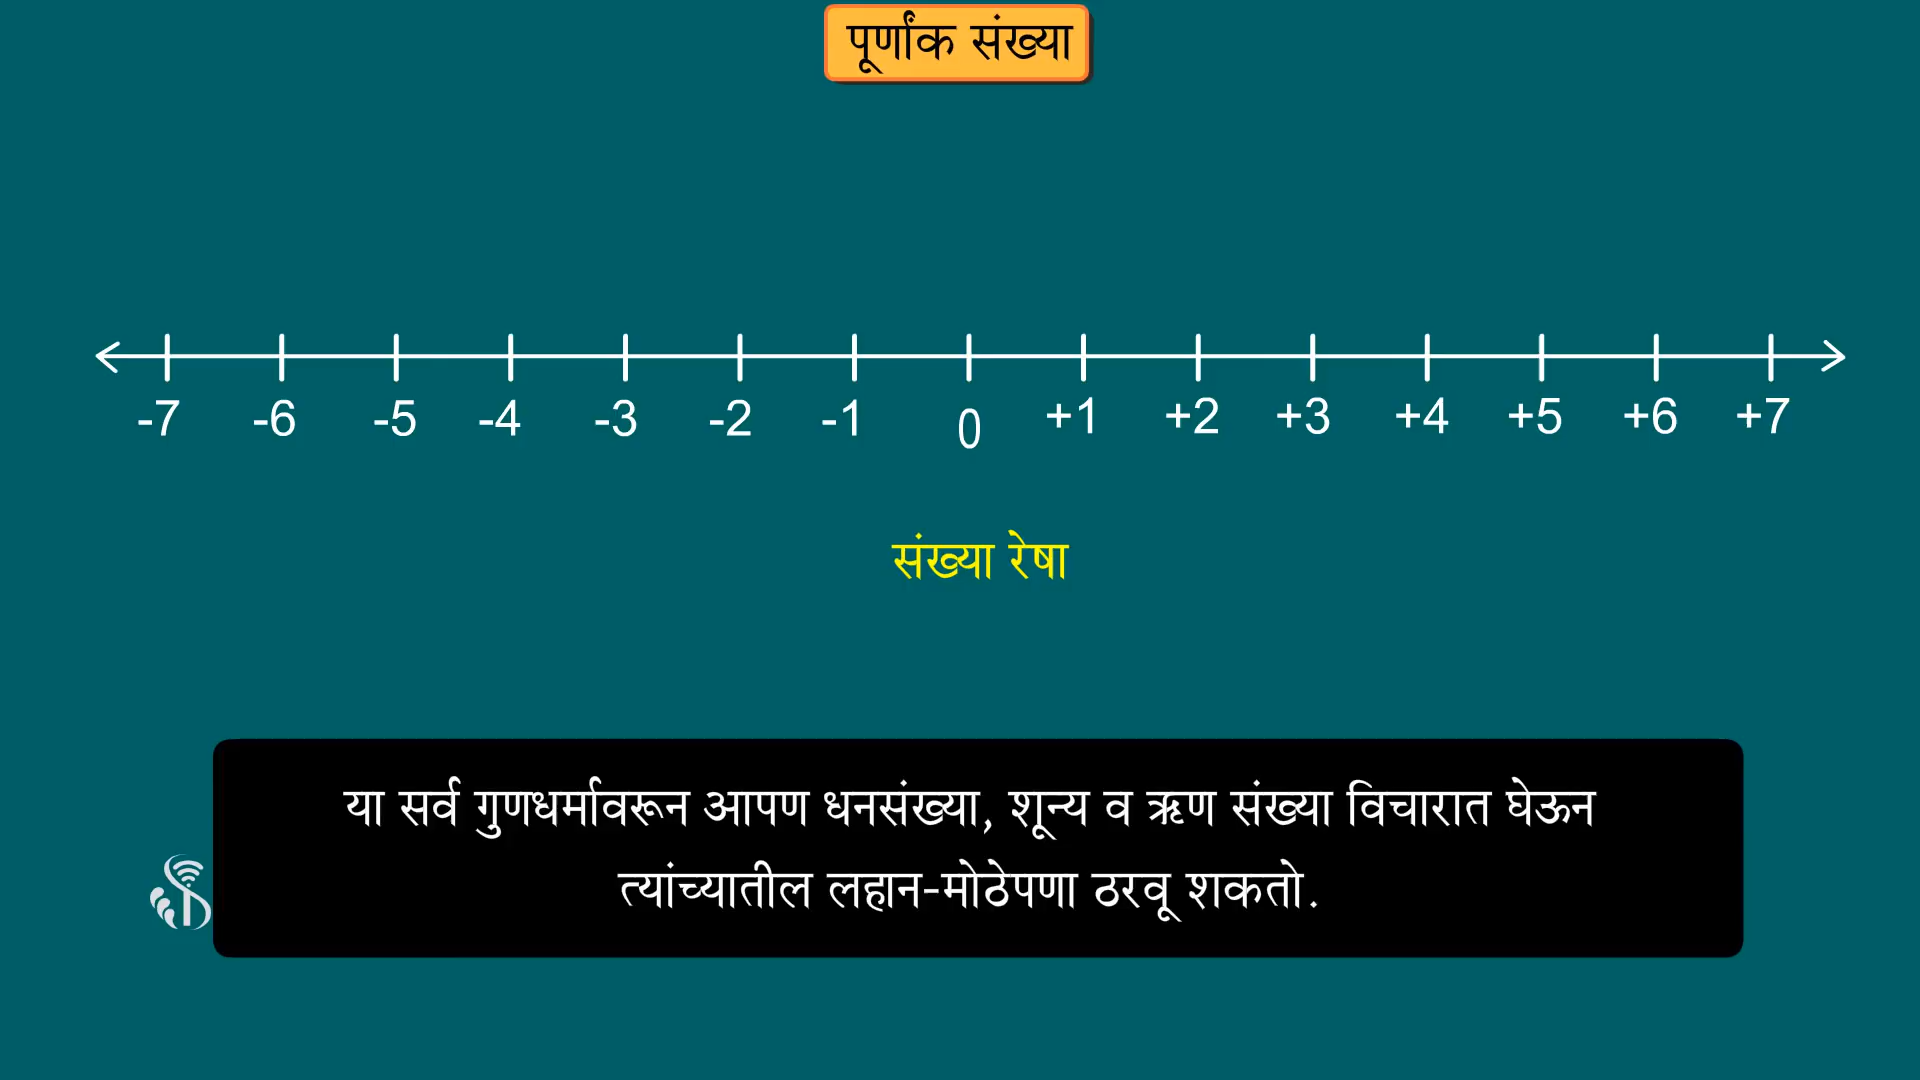 पूर्णांक संख्या
-7 -6 -5 -4 -3 -2 -1 0 +1 +2 +3 +4 +5 +6 +7
संख्या रेषा
या सर्व गुणधर्मावरून आपण धनसंख्या, शून्य व ऋण संख्या विचारात घेऊन
त्यांच्यातील लहान-मोठेपणा ठरवू शकतो.